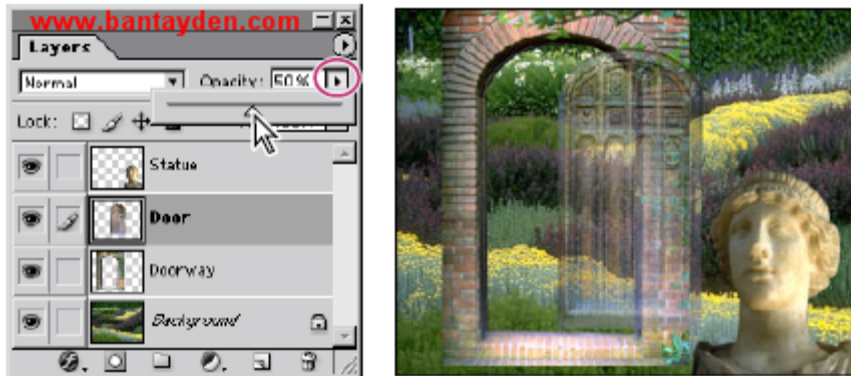 www.bantayden.com
Layers
Normal
Opacity: 50%
Lock:
Statue
Door
Doorway
Background